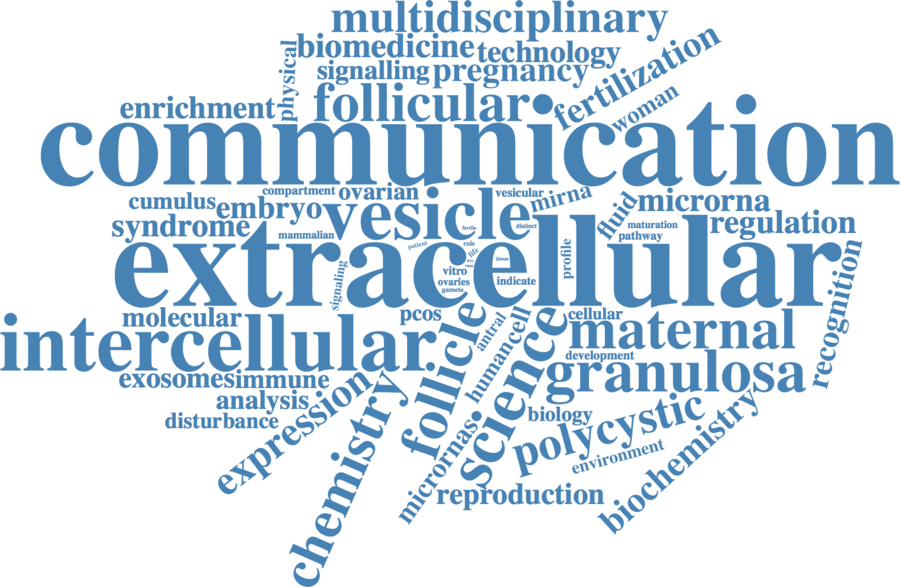 multidisciplinary
biomedicine
technology
physical
signalling
pregnancy
fertilization
enrichment
follicular
woman
communication
compartment
ovarian
vesicular
mirna
cumulus
embryo
vesicle
fluid
microrna
syndrome
mammalian
fertile
distinct
maturation
pathway
regulation
extracellular
patient
role
life
tissue
signaling
vitro
ovaries
gamete
indicate
profile
recognition
molecular
pcos
cellular
intercellular
follicle
antral
humancell
science
maternal
development
exosomes
immune
granulosa
analysis
expression
disturbance
chemistry
micrornas
biology
polycystic
environment
biochemistry
reproduction